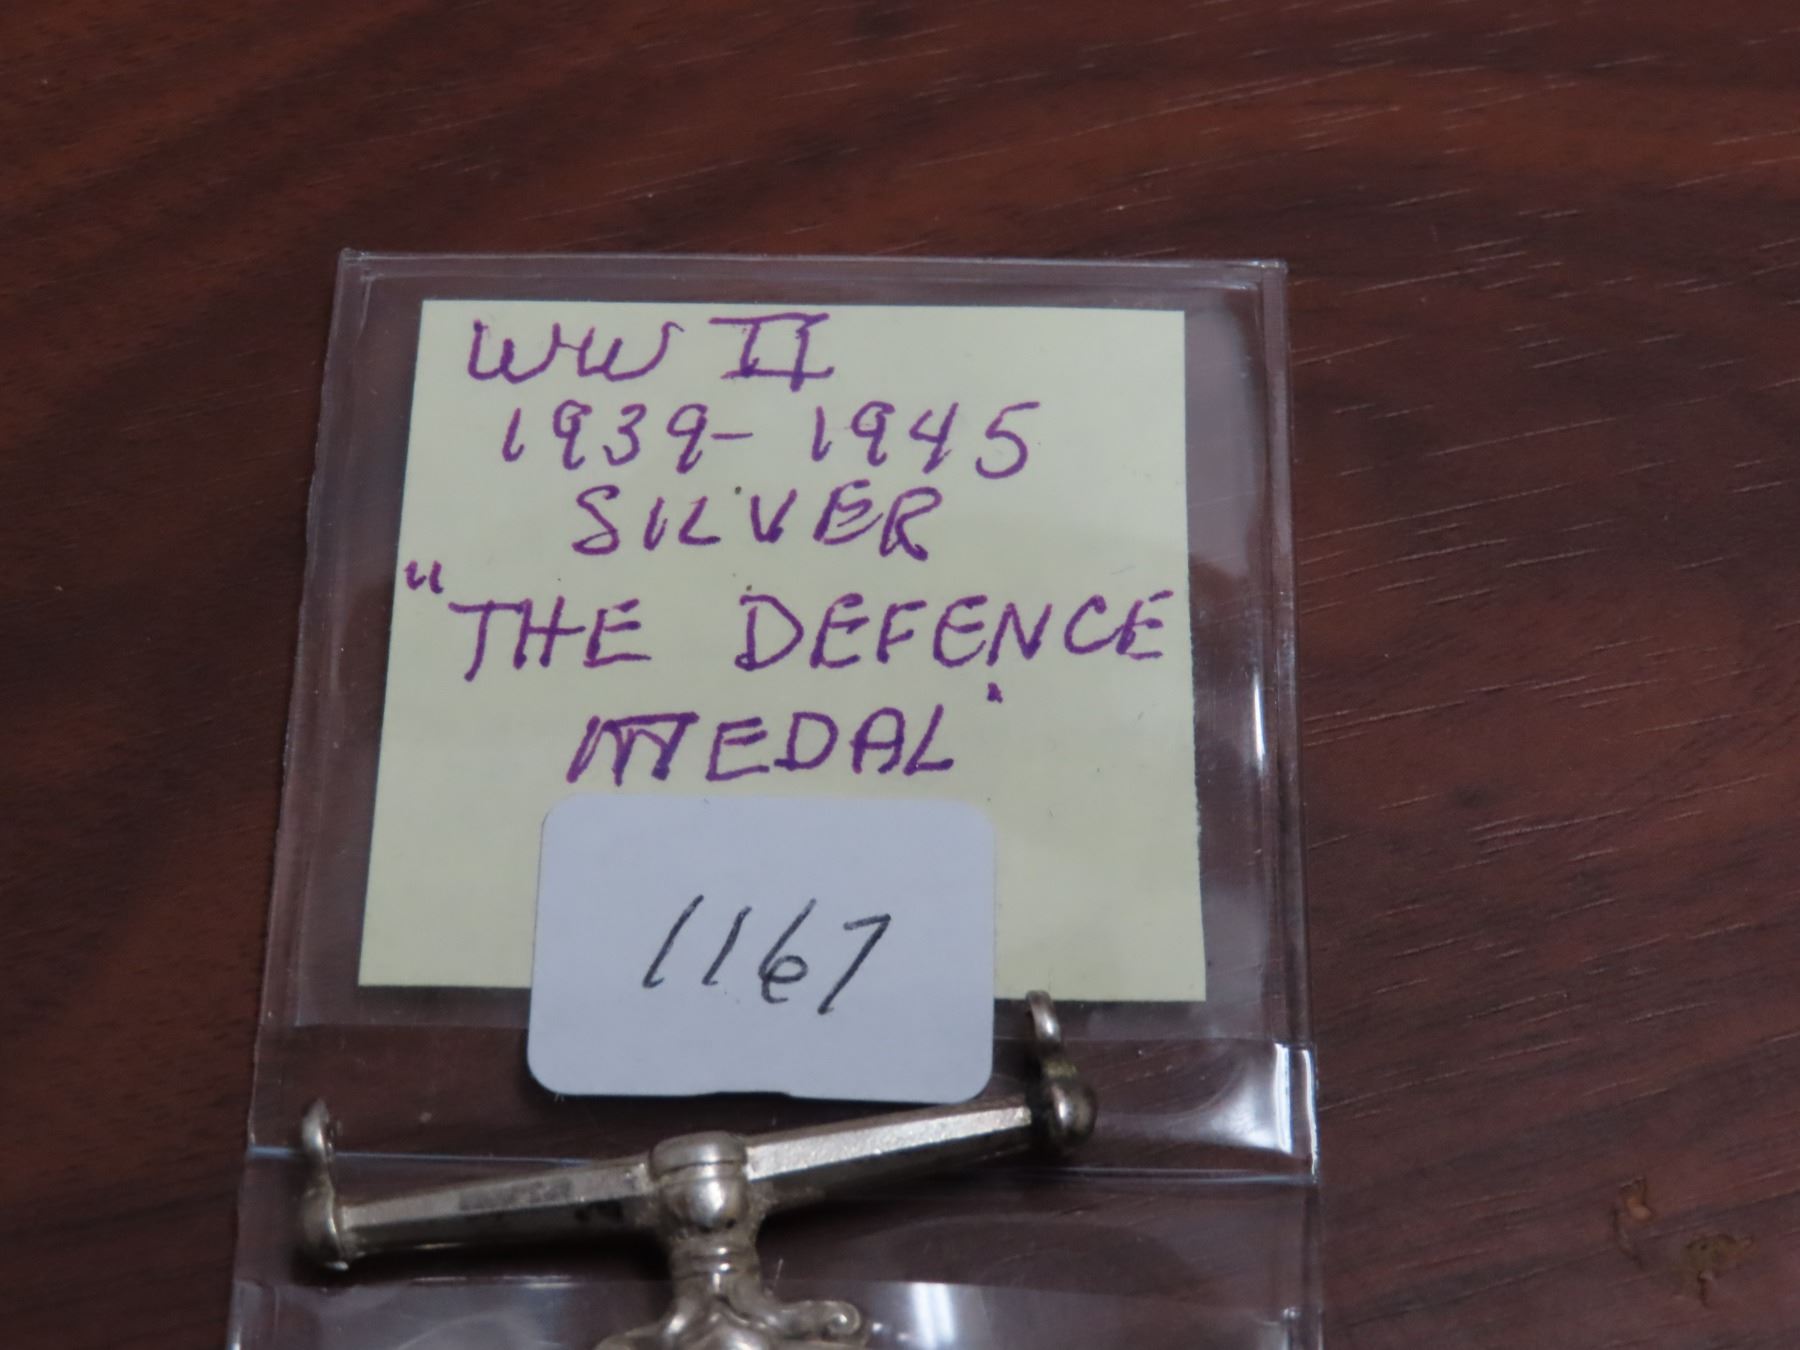 WW II
1939-1945
SILVER
"THE DEFENCE
MEDAL"
1167